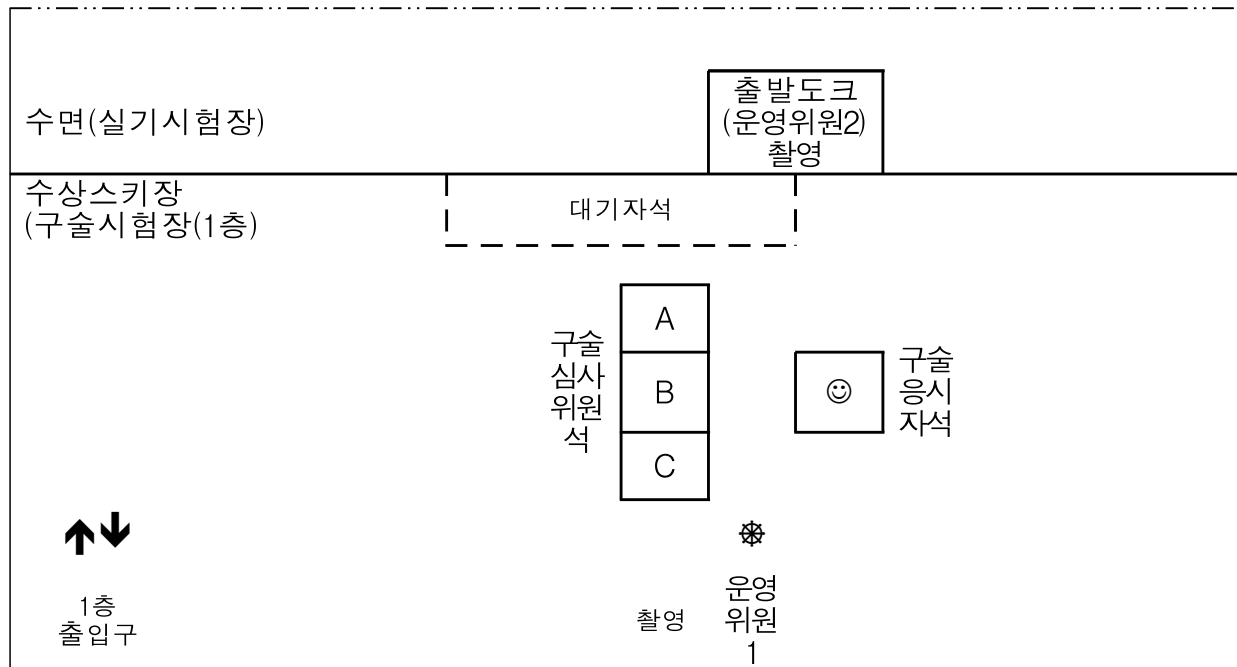 출발도크
(운영위원2)
촬영
수면(실기시험장)
수상스키장
(구술시험장(1층)
대기자석
A
구술
심사
위원
석
B
구술
응시
자석
C
1층
출입구
촬영
운영
위원
1